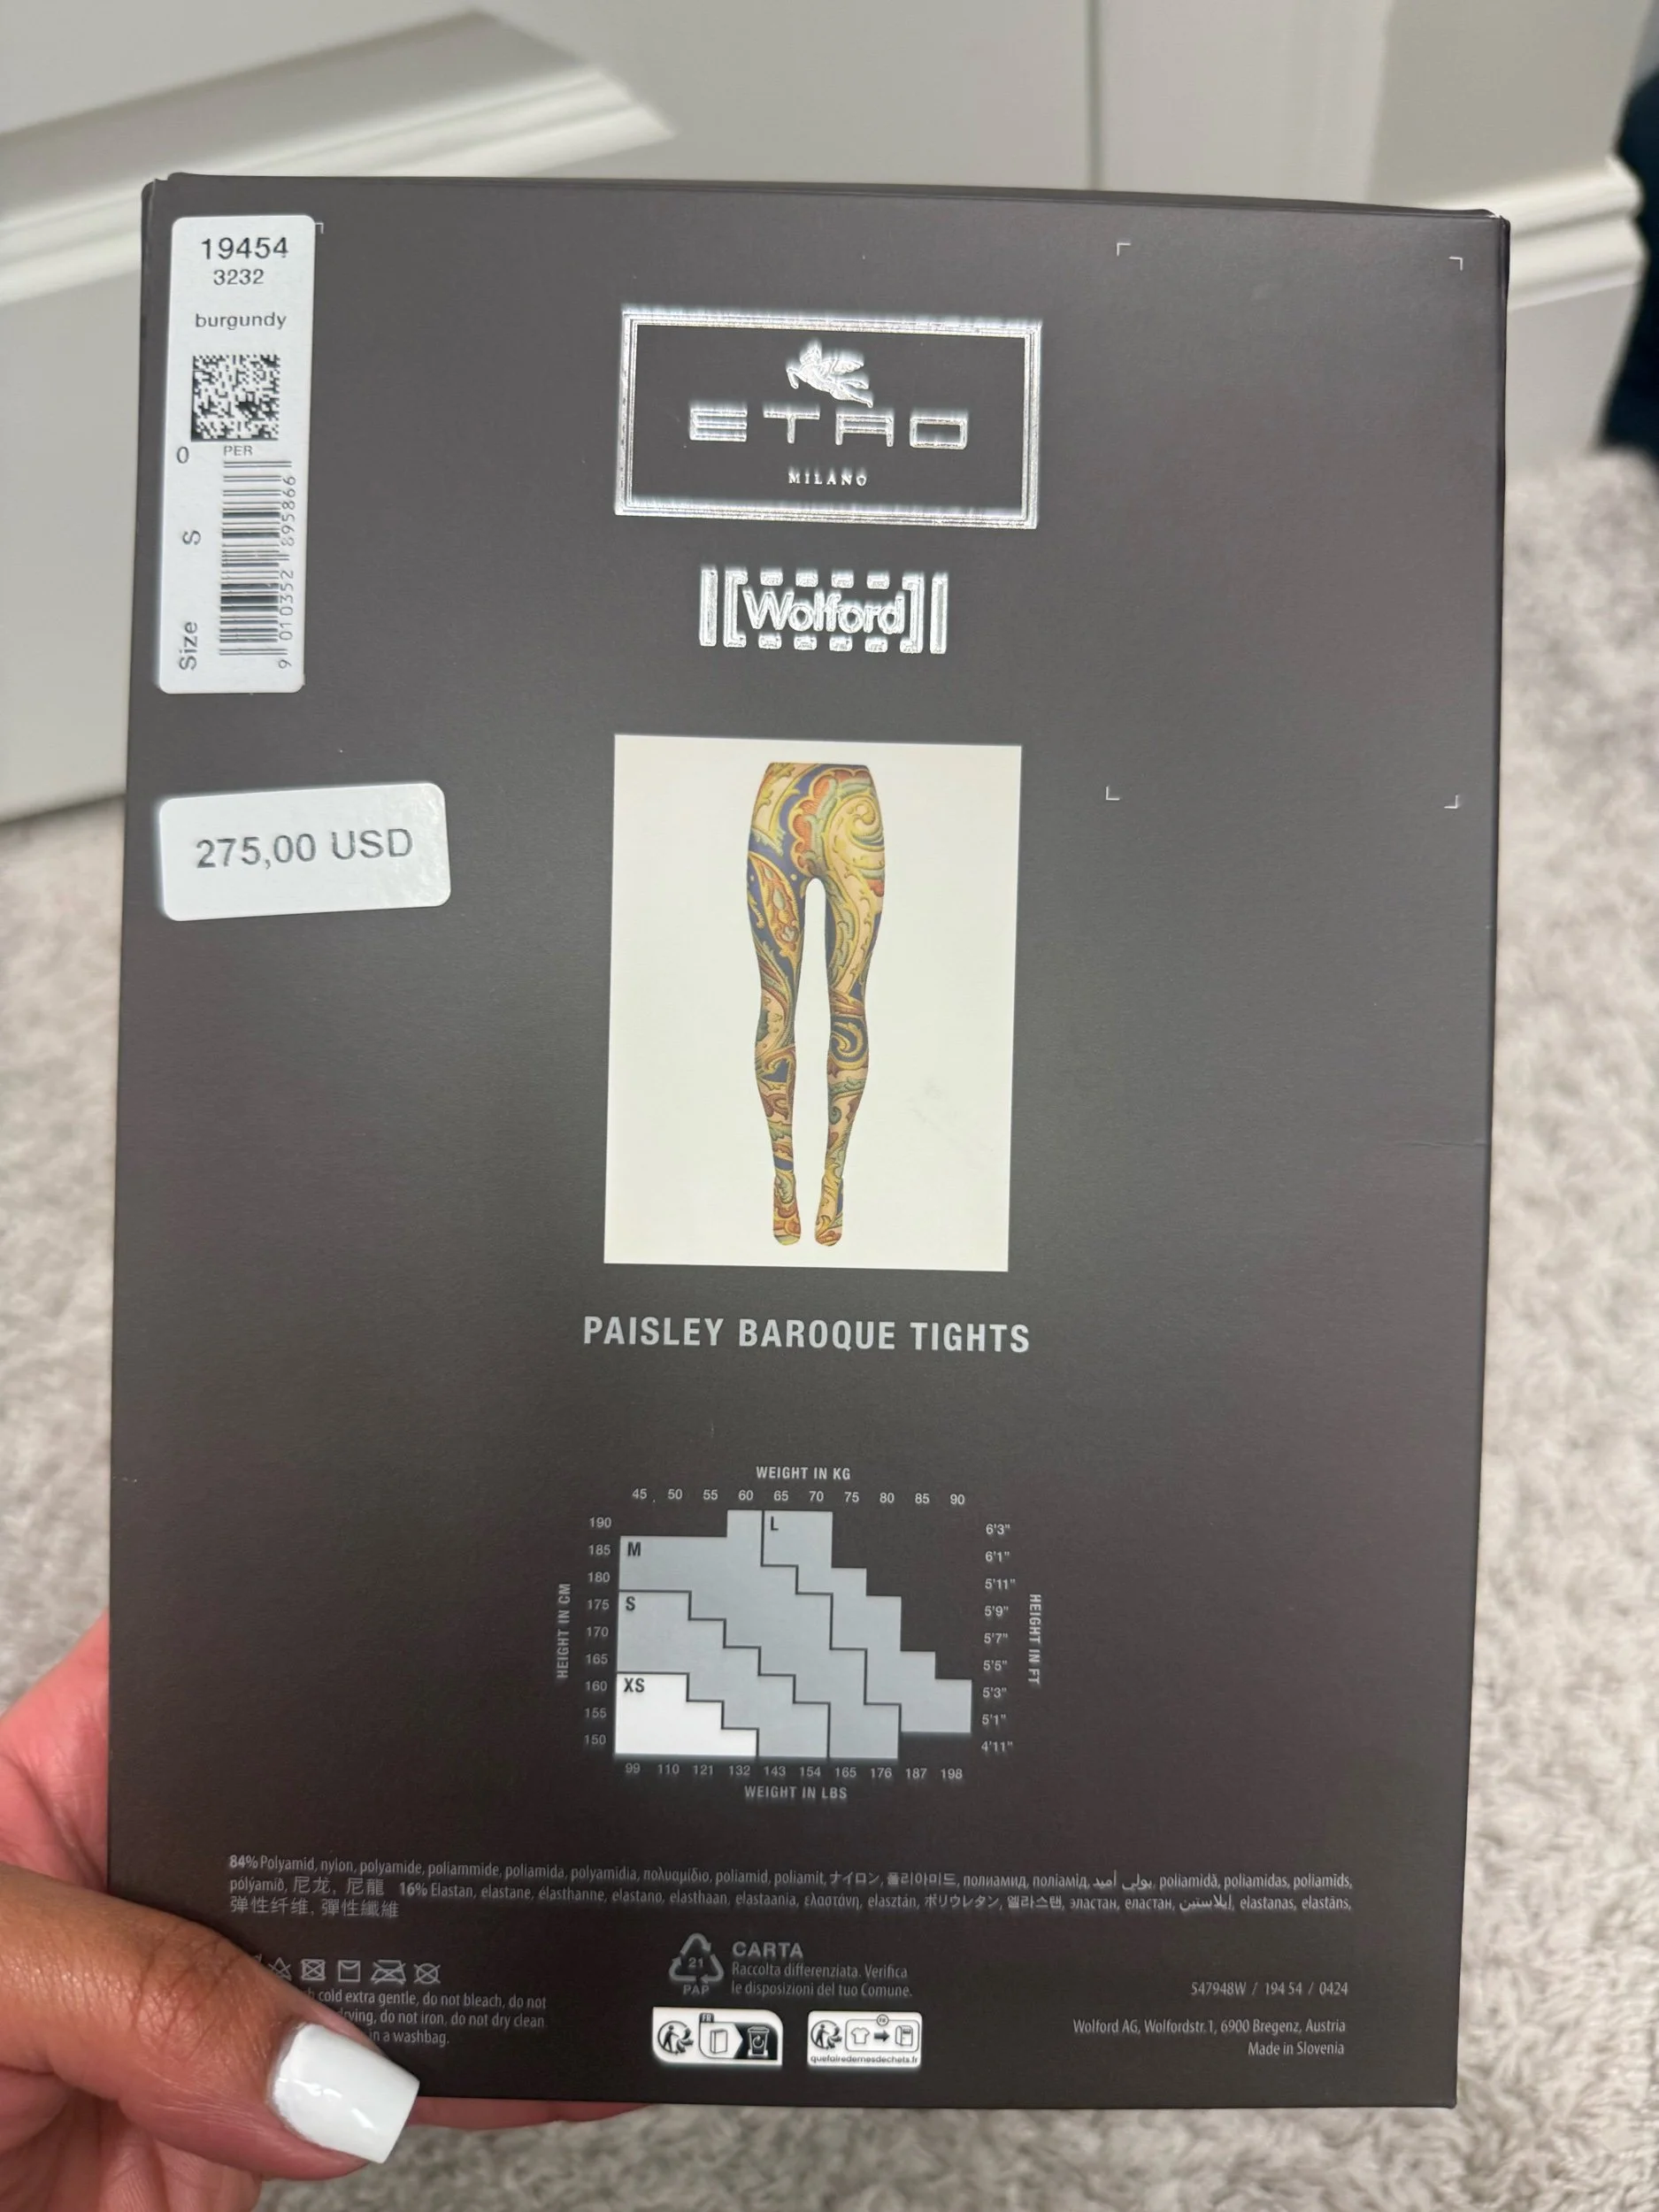 19454
3232
burgundy
PER
0
Size S
9 010352 895866
ETRO
MILANO
Wolford
275,00 USD
PAISLEY BAROQUE TIGHTS
WEIGHT IN KG
45 50 55 60 65 70 75 80 85 90
HEIGHT IN CM
190 L 6'3"
185 M 6'1"
180 5'11"
175 S 5'9"
170 5'7"
165 5'5"
160 XS 5'3"
155 5'1"
150 4'11"
HEIGHT IN FT
99 110 121 132 143 154 165 176 187 198
WEIGHT IN LBS
84% Polyamid, nylon, polyamide, poliammide, poliamida, polyamidia, πολυαμίδιο, poliamid, poliamit, ナイロン, 폴리아미드, полиамид, поліамід, بولي أميد, poliamidă, poliamidas, poliamīds,
pólýamíð, 尼龙, 尼龍 16% Elastan, elastane, élasthanne, elastano, elasthaan, elastaania, ελαστάνη, elasztán, ポリウレタン, 엘라스탠, эластан, еластан, إيلاستين, elastanas, elastāns,
弹性纤维, 彈性纖維
cold extra gentle, do not bleach, do not
drying, do not iron, do not dry clean
in a washbag.
21
PAP
CARTA
Raccolta differenziata. Verifica
le disposizioni del tuo Comune.
FR
FR
quefairedemesdechets.fr
547948W / 194 54 / 0424
Wolford AG, Wolfordstr.1, 6900 Bregenz, Austria
Made in Slovenia